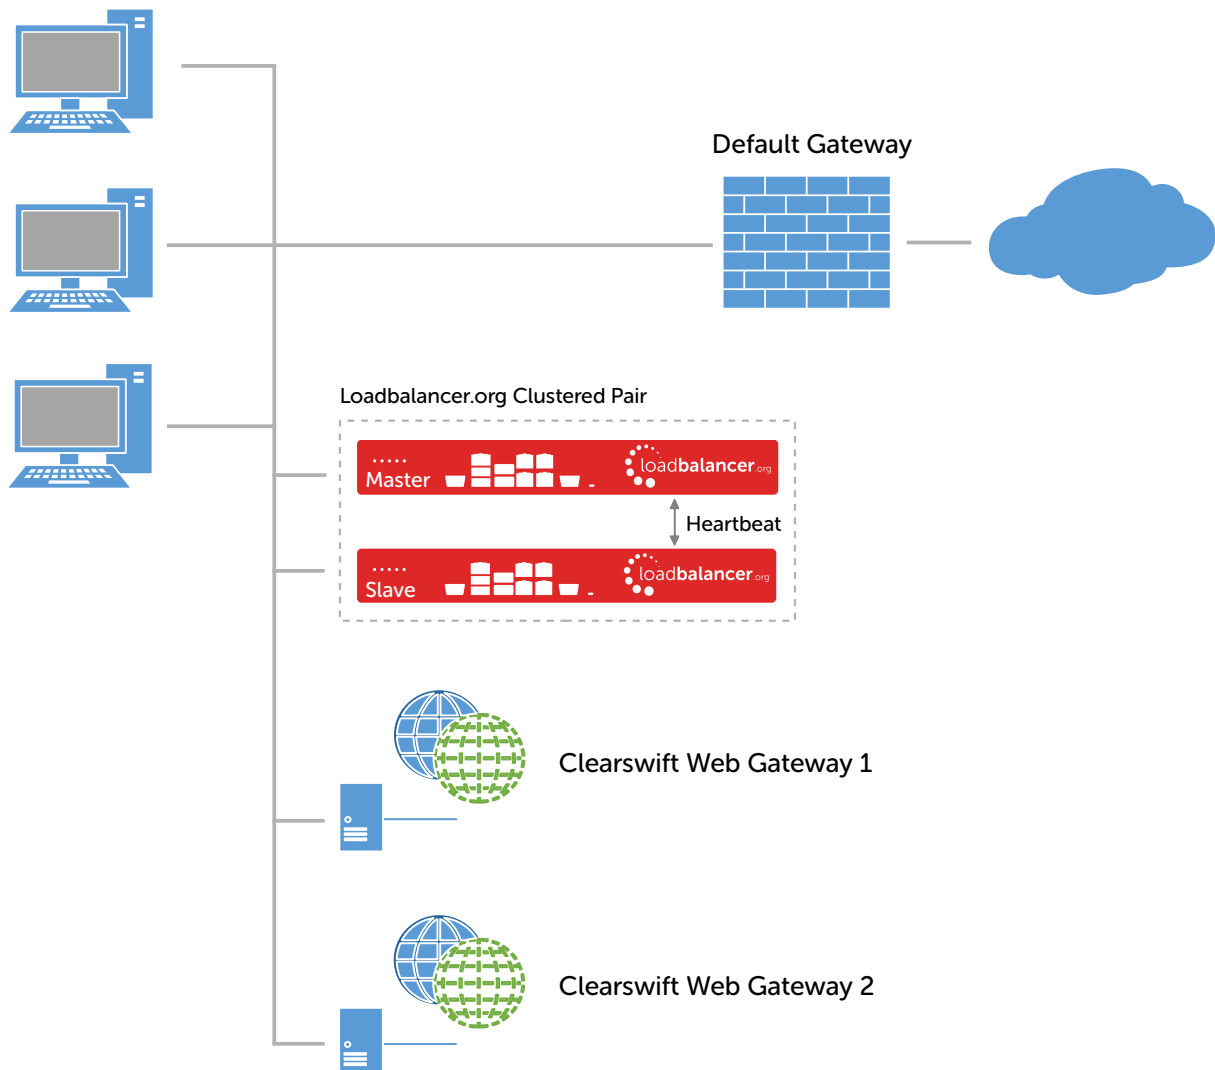 Default Gateway
Loadbalancer.org Clustered Pair
Master
loadbalancer.org
Heartbeat
Slave
loadbalancer.org
Clearswift Web Gateway 1
Clearswift Web Gateway 2